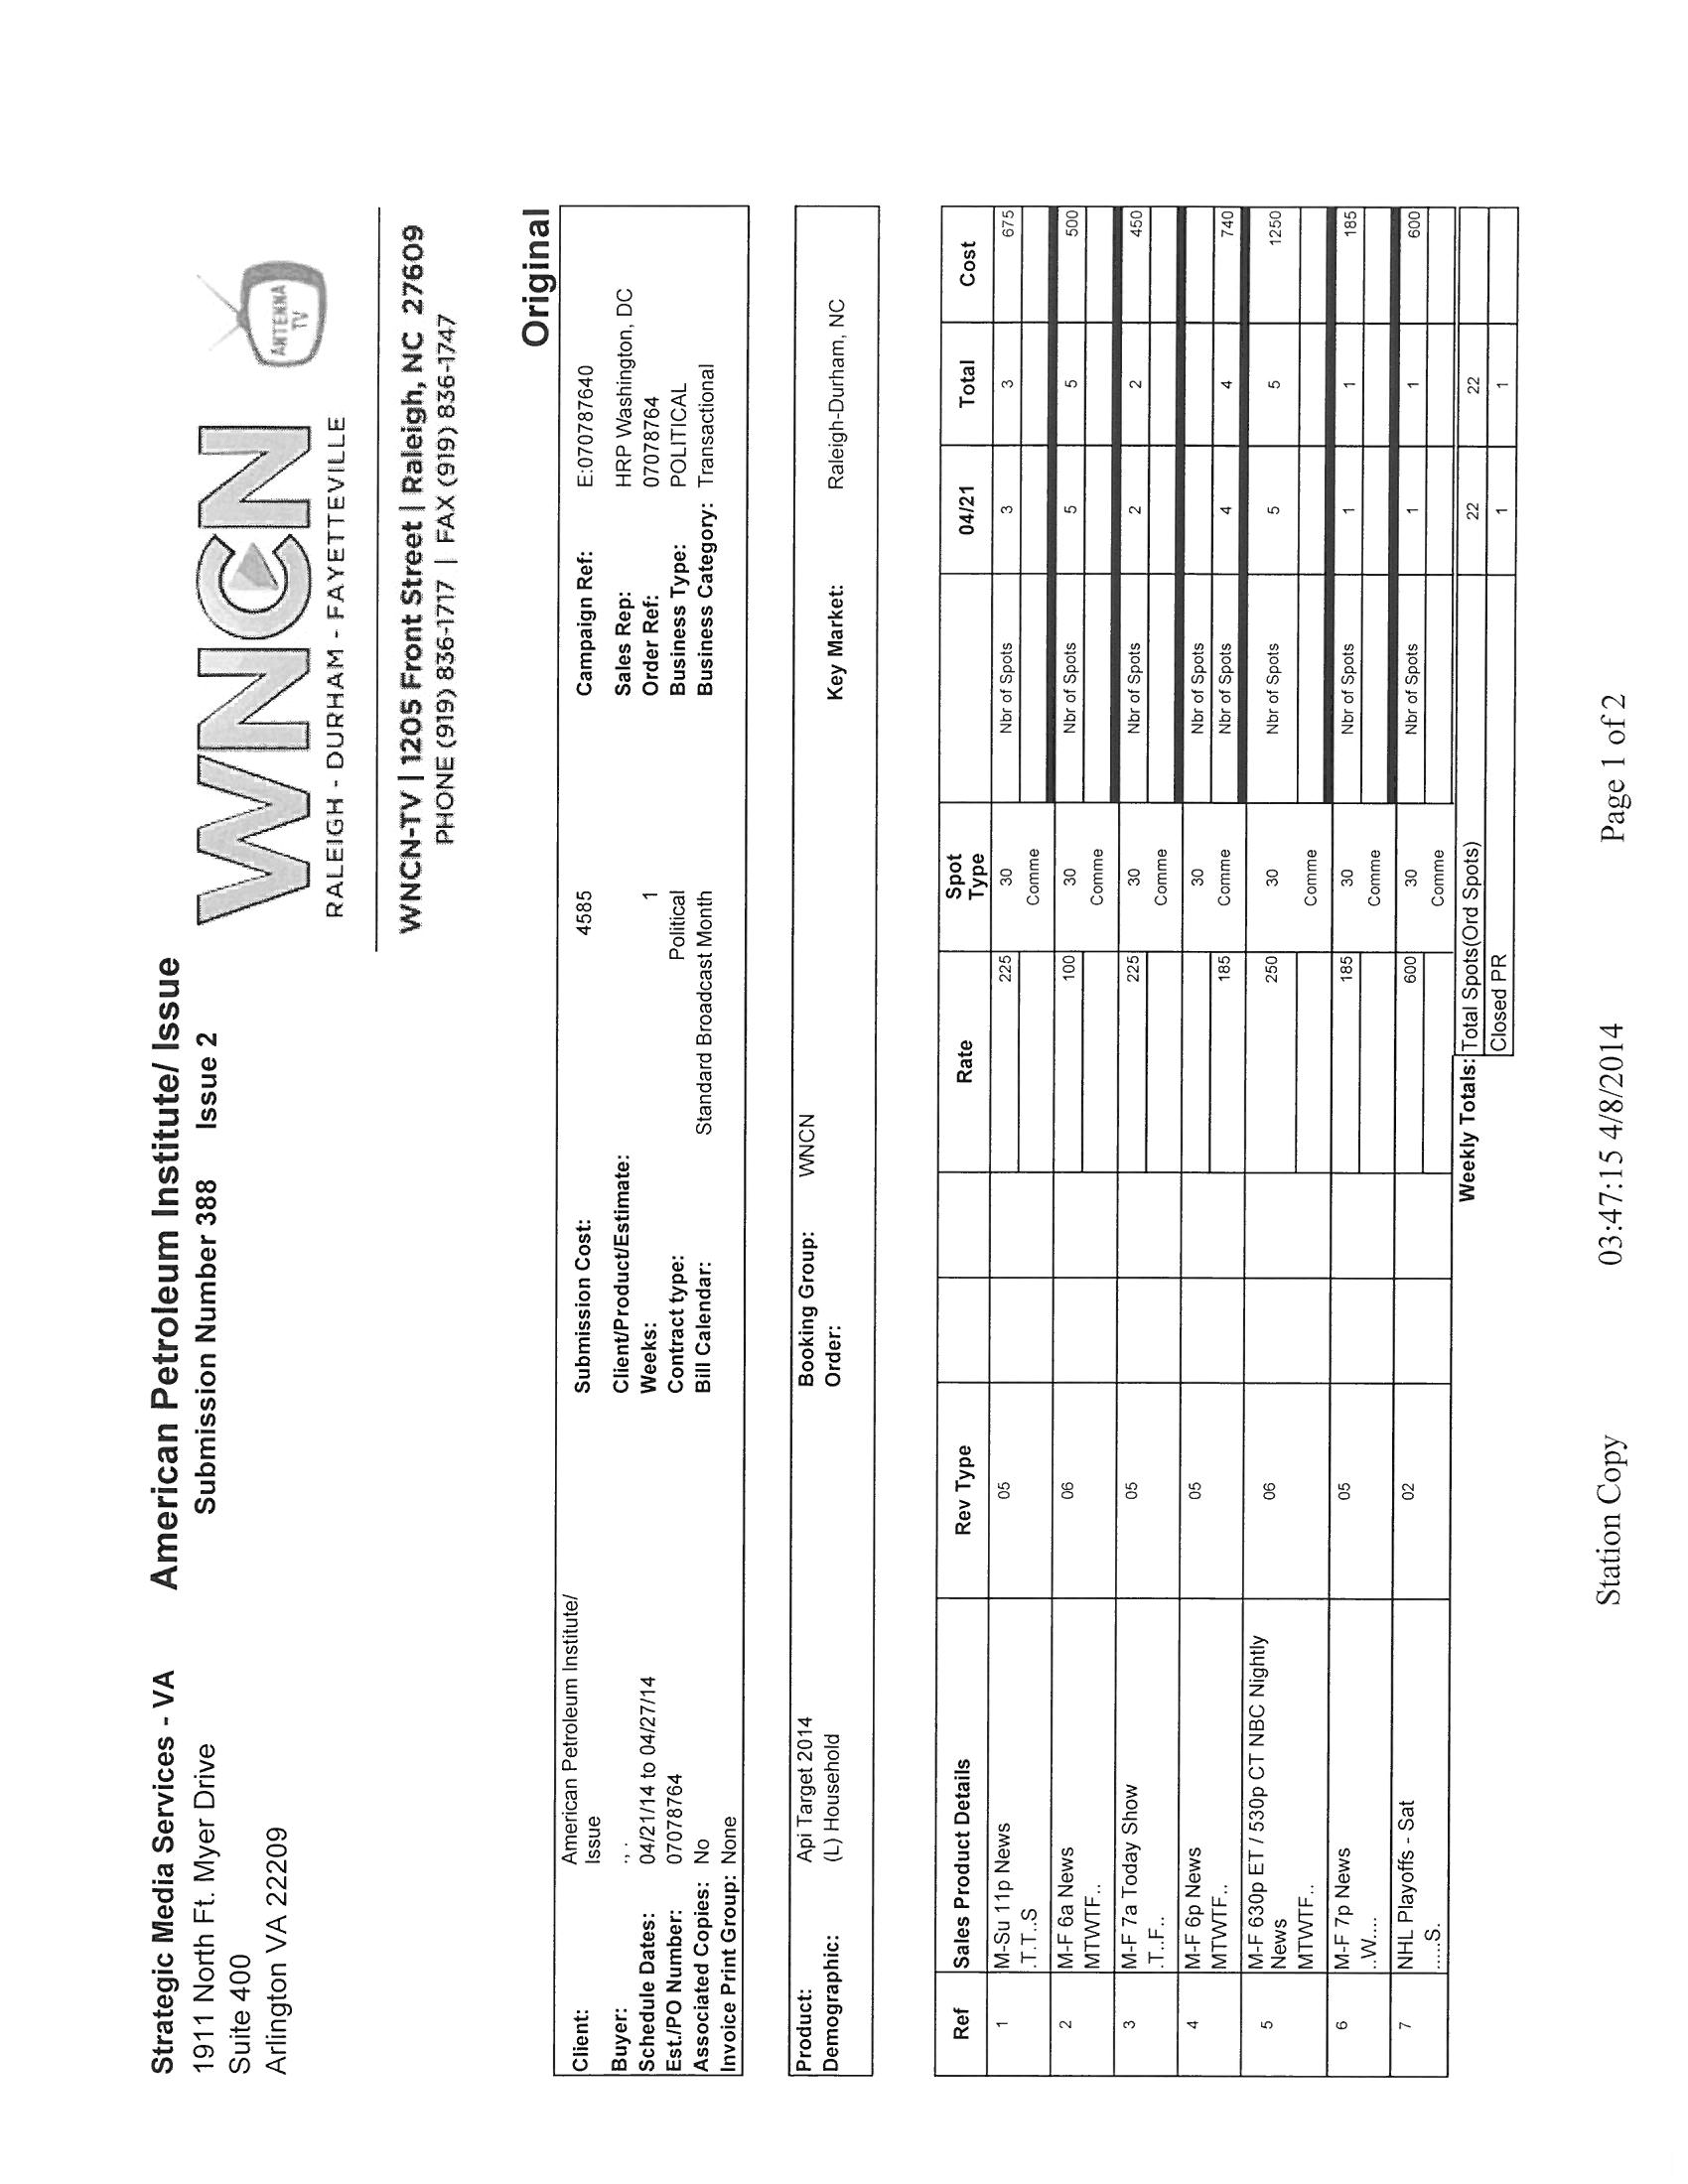 Strategic Media Services - VA
1911 North Ft. Myer Drive
Suite 400
Arlington VA 22209
American Petroleum Institute/ Issue
Submission Number 388 Issue 2
WNCN
RALEIGH - DURHAM - FAYETTEVILLE
ANTENNA
TV
WNCN-TV | 1205 Front Street | Raleigh, NC 27609
PHONE (919) 836-1717 | FAX (919) 836-1747
Original
Client: American Petroleum Institute/ Submission Cost: 4585 Campaign Ref: E:070787640
Issue
Buyer: ., . Client/Product/Estimate: Sales Rep: HRP Washington, DC
Schedule Dates: 04/21/14 to 04/27/14 Weeks: 1 Order Ref: 07078764
Est./PO Number: 07078764 Contract type: Political Business Type: POLITICAL
Associated Copies: No Bill Calendar: Standard Broadcast Month Business Category: Transactional
Invoice Print Group: None
Product: Api Target 2014 Booking Group: WNCN
Demographic: (L) Household Order: Key Market: Raleigh-Durham, NC
Ref Sales Product Details Rev Type Rate Spot Type 04/21 Total Cost
1 M-Su 11p News 05 225 30 Nbr of Spots 3 3 675
.T.T..S Comme
2 M-F 6a News 06 100 30 Nbr of Spots 5 5 500
MTWTF.. Comme
3 M-F 7a Today Show 05 225 30 Nbr of Spots 2 2 450
.T..F.. Comme
4 M-F 6p News 05 30 Nbr of Spots
MTWTF.. 185 Comme Nbr of Spots 4 4 740
5 M-F 630p ET / 530p CT NBC Nightly 06 250 30 Nbr of Spots 5 5 1250
News
MTWTF.. Comme
6 M-F 7p News 05 185 30 Nbr of Spots 1 1 185
..W.... Comme
7 NHL Playoffs - Sat 02 600 30 Nbr of Spots 1 1 600
.....S. Comme
Weekly Totals: Total Spots(Ord Spots) 22 22
Closed PR 1 1
Station Copy 03:47:15 4/8/2014 Page 1 of 2